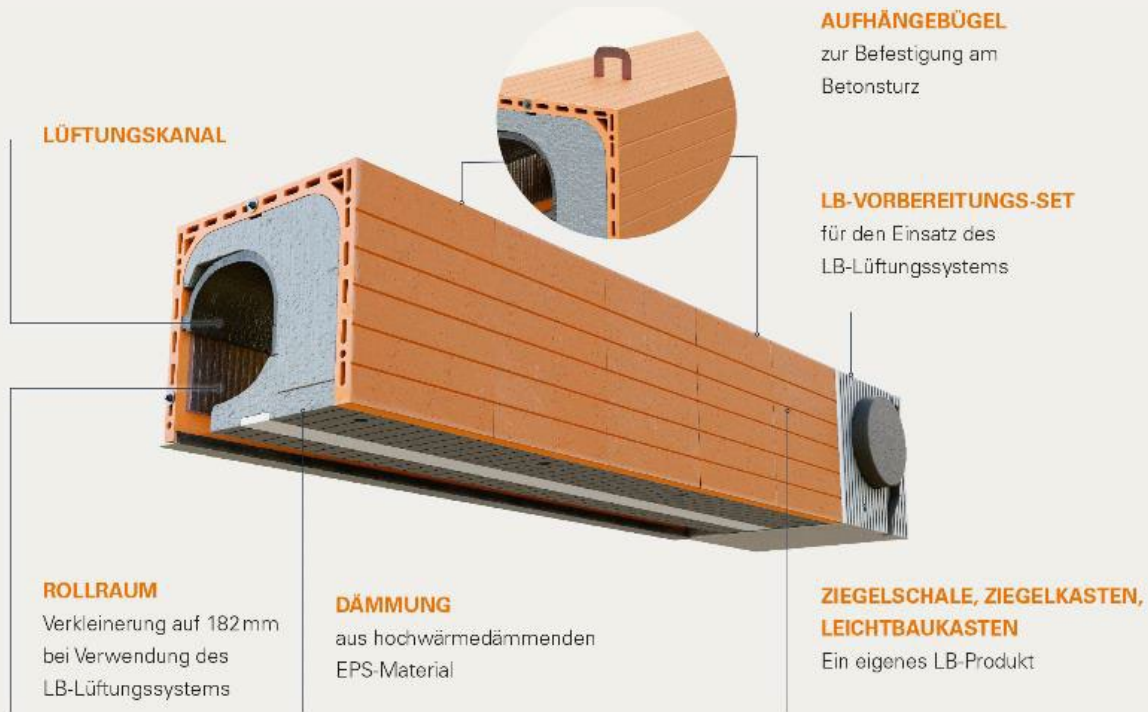 AUFHÄNGEBÜGEL
zur Befestigung am
Betonsturz
LÜFTUNGSKANAL
LB-VORBEREITUNGS-SET
für den Einsatz des
LB-Lüftungssystems
ROLLRAUM
Verkleinerung auf 182 mm
bei Verwendung des
LB-Lüftungssystems
DÄMMUNG
aus hochwärmedämmenden
EPS-Material
ZIEGELSCHALE, ZIEGELKASTEN,
LEICHTBAUKASTEN
Ein eigenes LB-Produkt